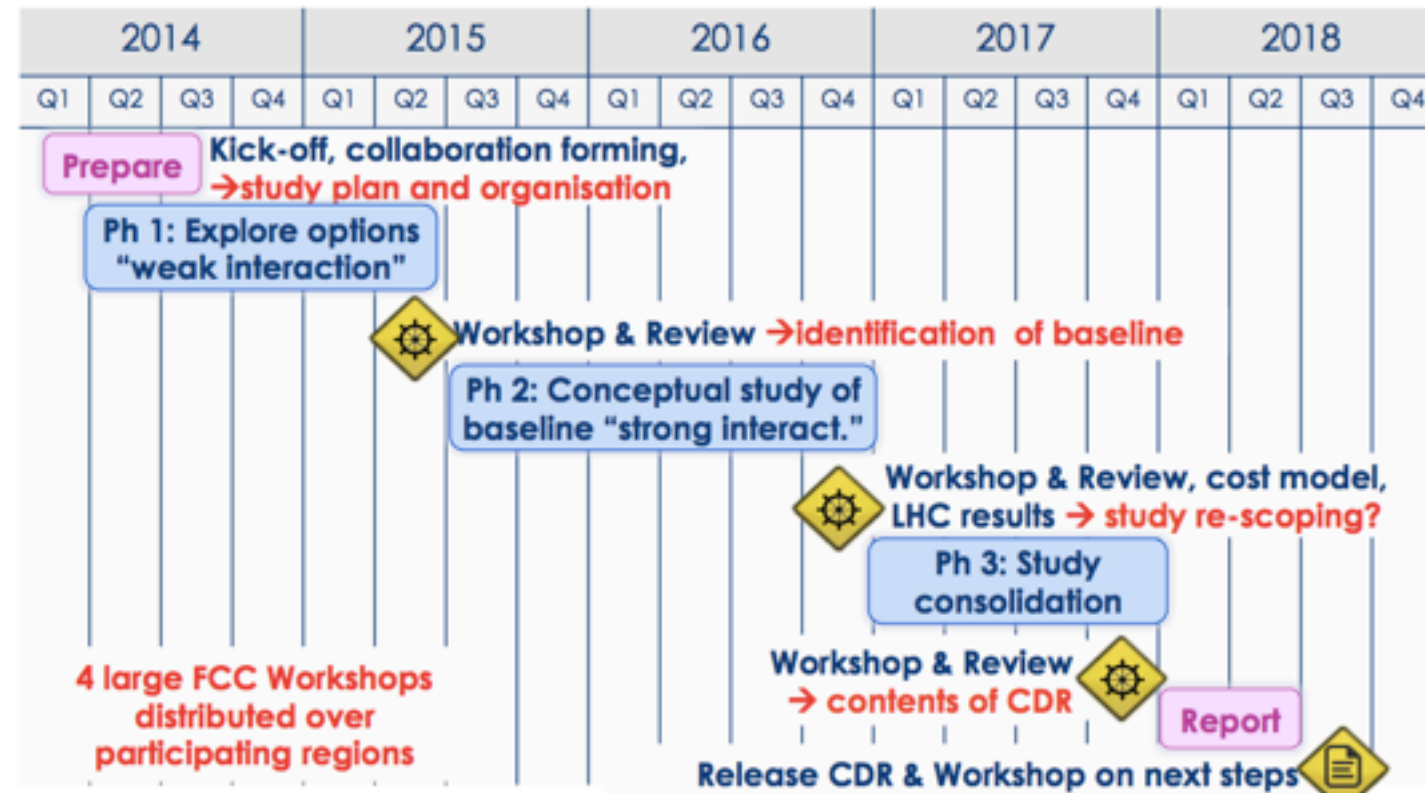 2014 2015 2016 2017 2018
Q1 Q2 Q3 Q4 Q1 Q2 Q3 Q4 Q1 Q2 Q3 Q4 Q1 Q2 Q3 Q4 Q1 Q2 Q3 Q4
Prepare
Kick-off, collaboration forming,
→study plan and organisation
Ph 1: Explore options
“weak interaction”
Workshop & Review →identification of baseline
Ph 2: Conceptual study of
baseline “strong interact.”
Workshop & Review, cost model,
LHC results → study re-scoping?
Ph 3: Study
consolidation
4 large FCC Workshops
distributed over
participating regions
Workshop & Review
→ contents of CDR
Report
Release CDR & Workshop on next steps